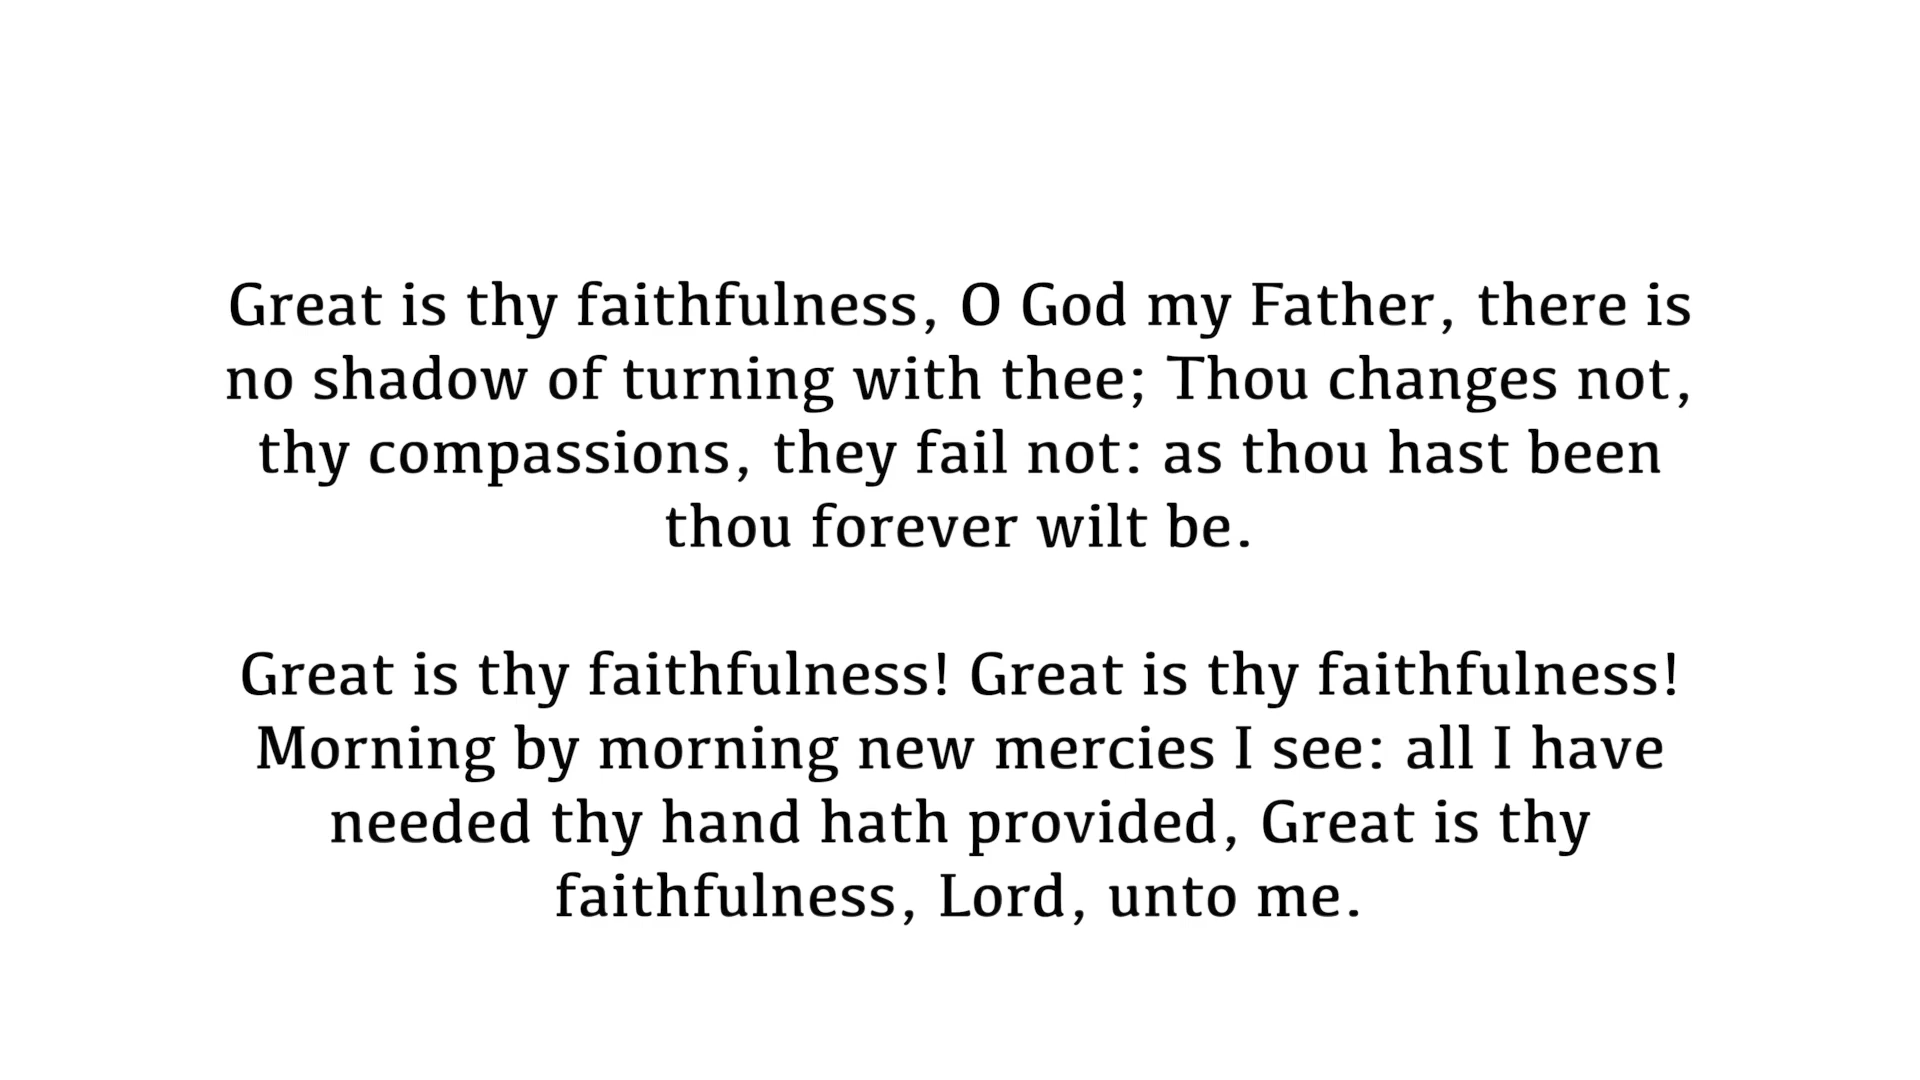 Great is thy faithfulness, O God my Father, there is
no shadow of turning with thee; Thou changes not,
thy compassions, they fail not: as thou hast been
thou forever wilt be.
Great is thy faithfulness! Great is thy faithfulness!
Morning by morning new mercies I see: all I have
needed thy hand hath provided, Great is thy
faithfulness, Lord, unto me.